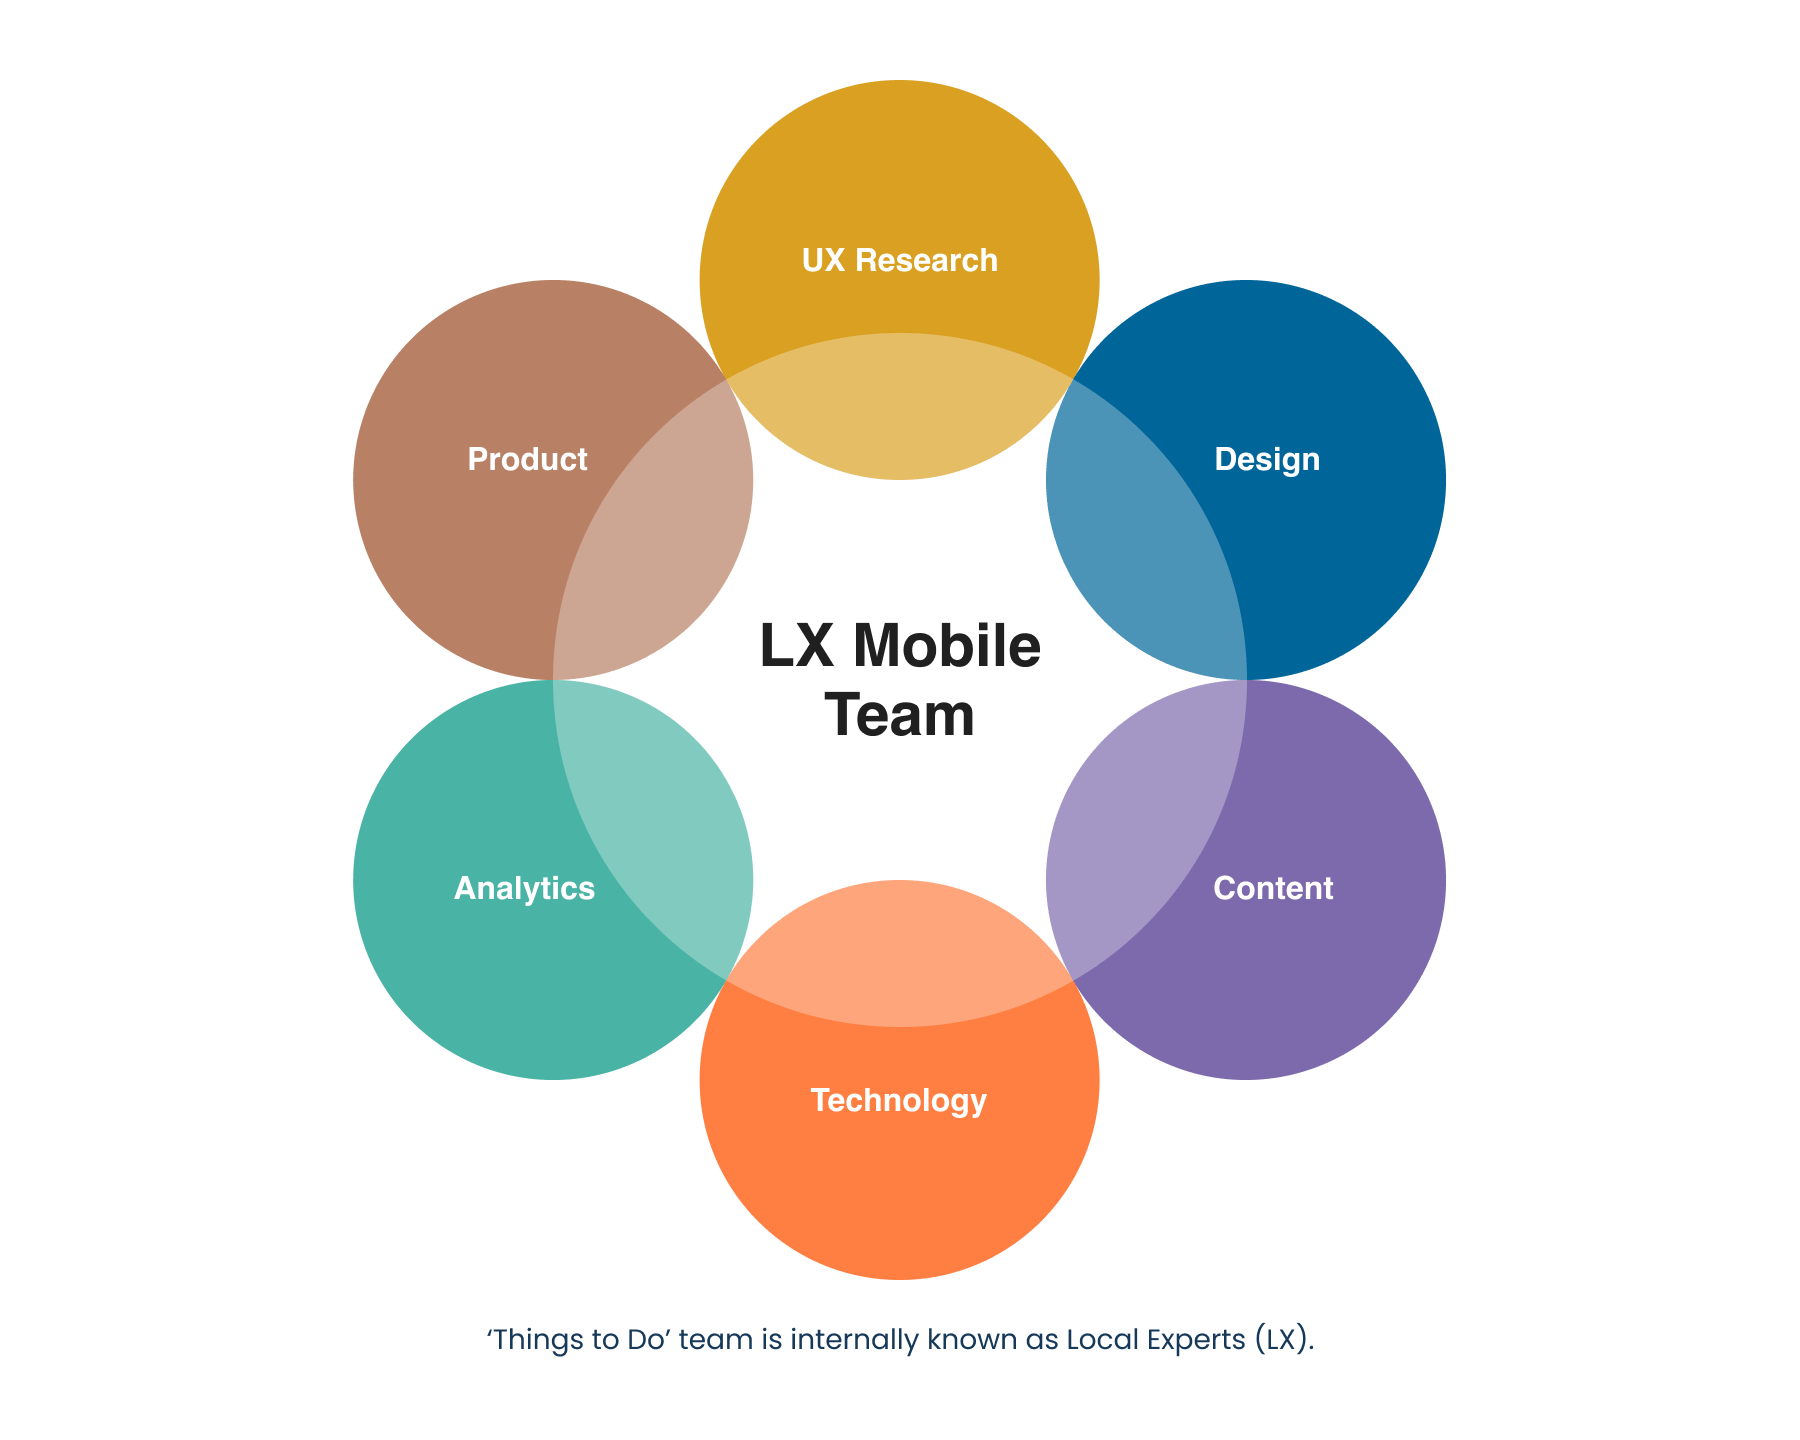 UX Research
Product
Design
LX Mobile
Team
Analytics
Content
Technology
‘Things to Do’ team is internally known as Local Experts (LX).